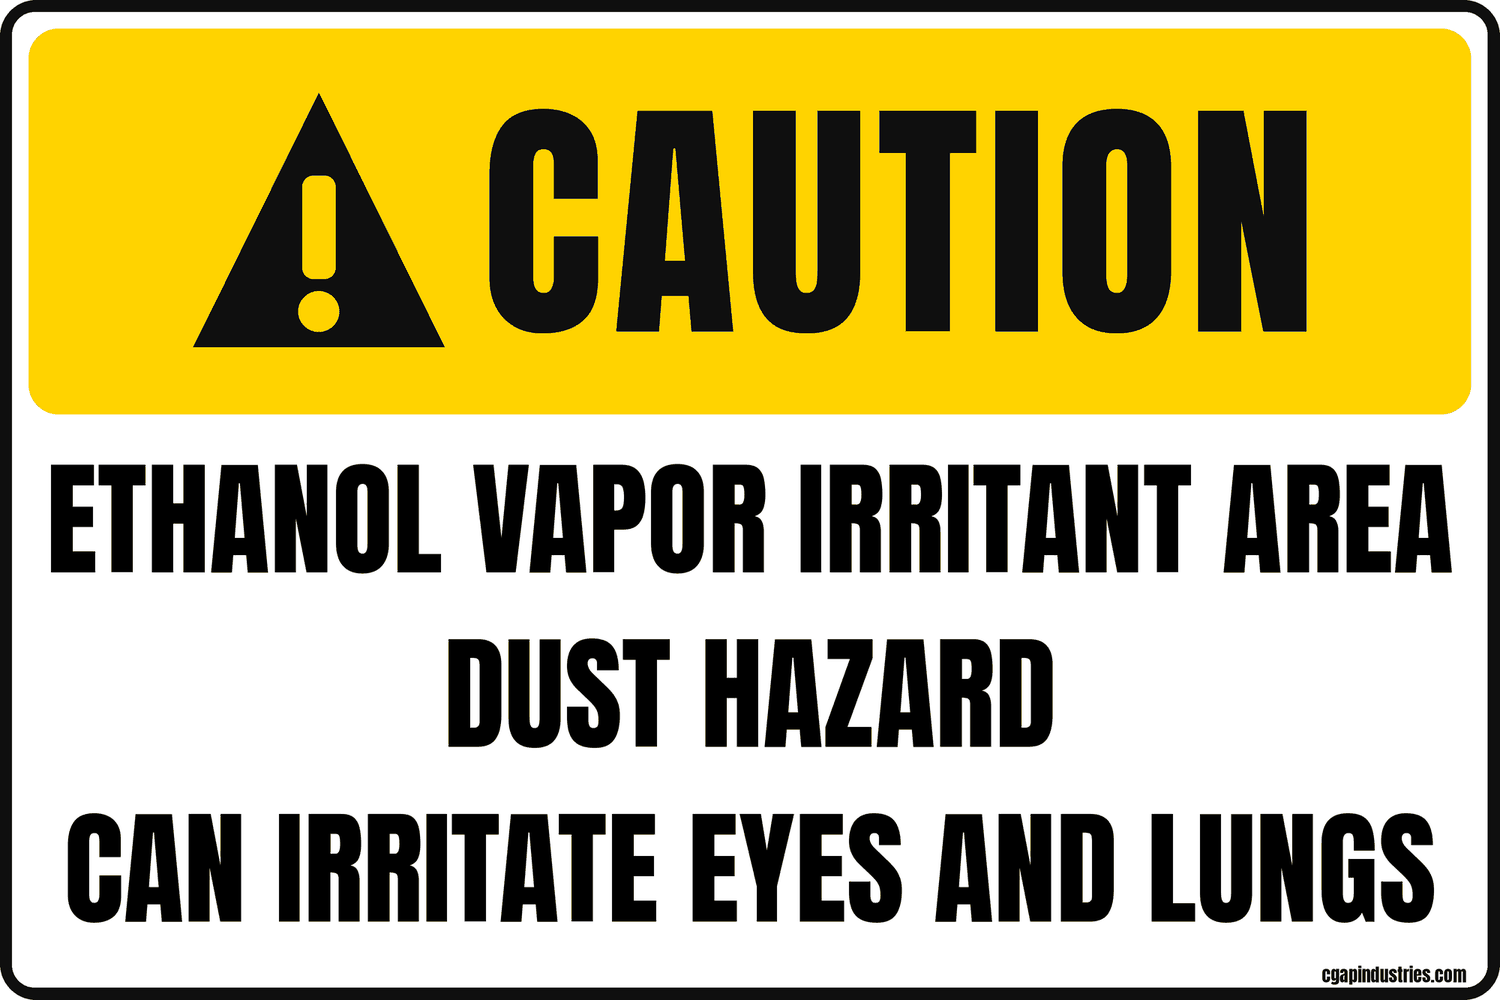 CAUTION
ETHANOL VAPOR IRRITANT AREA
DUST HAZARD
CAN IRRITATE EYES AND LUNGS
cgapindustries.com